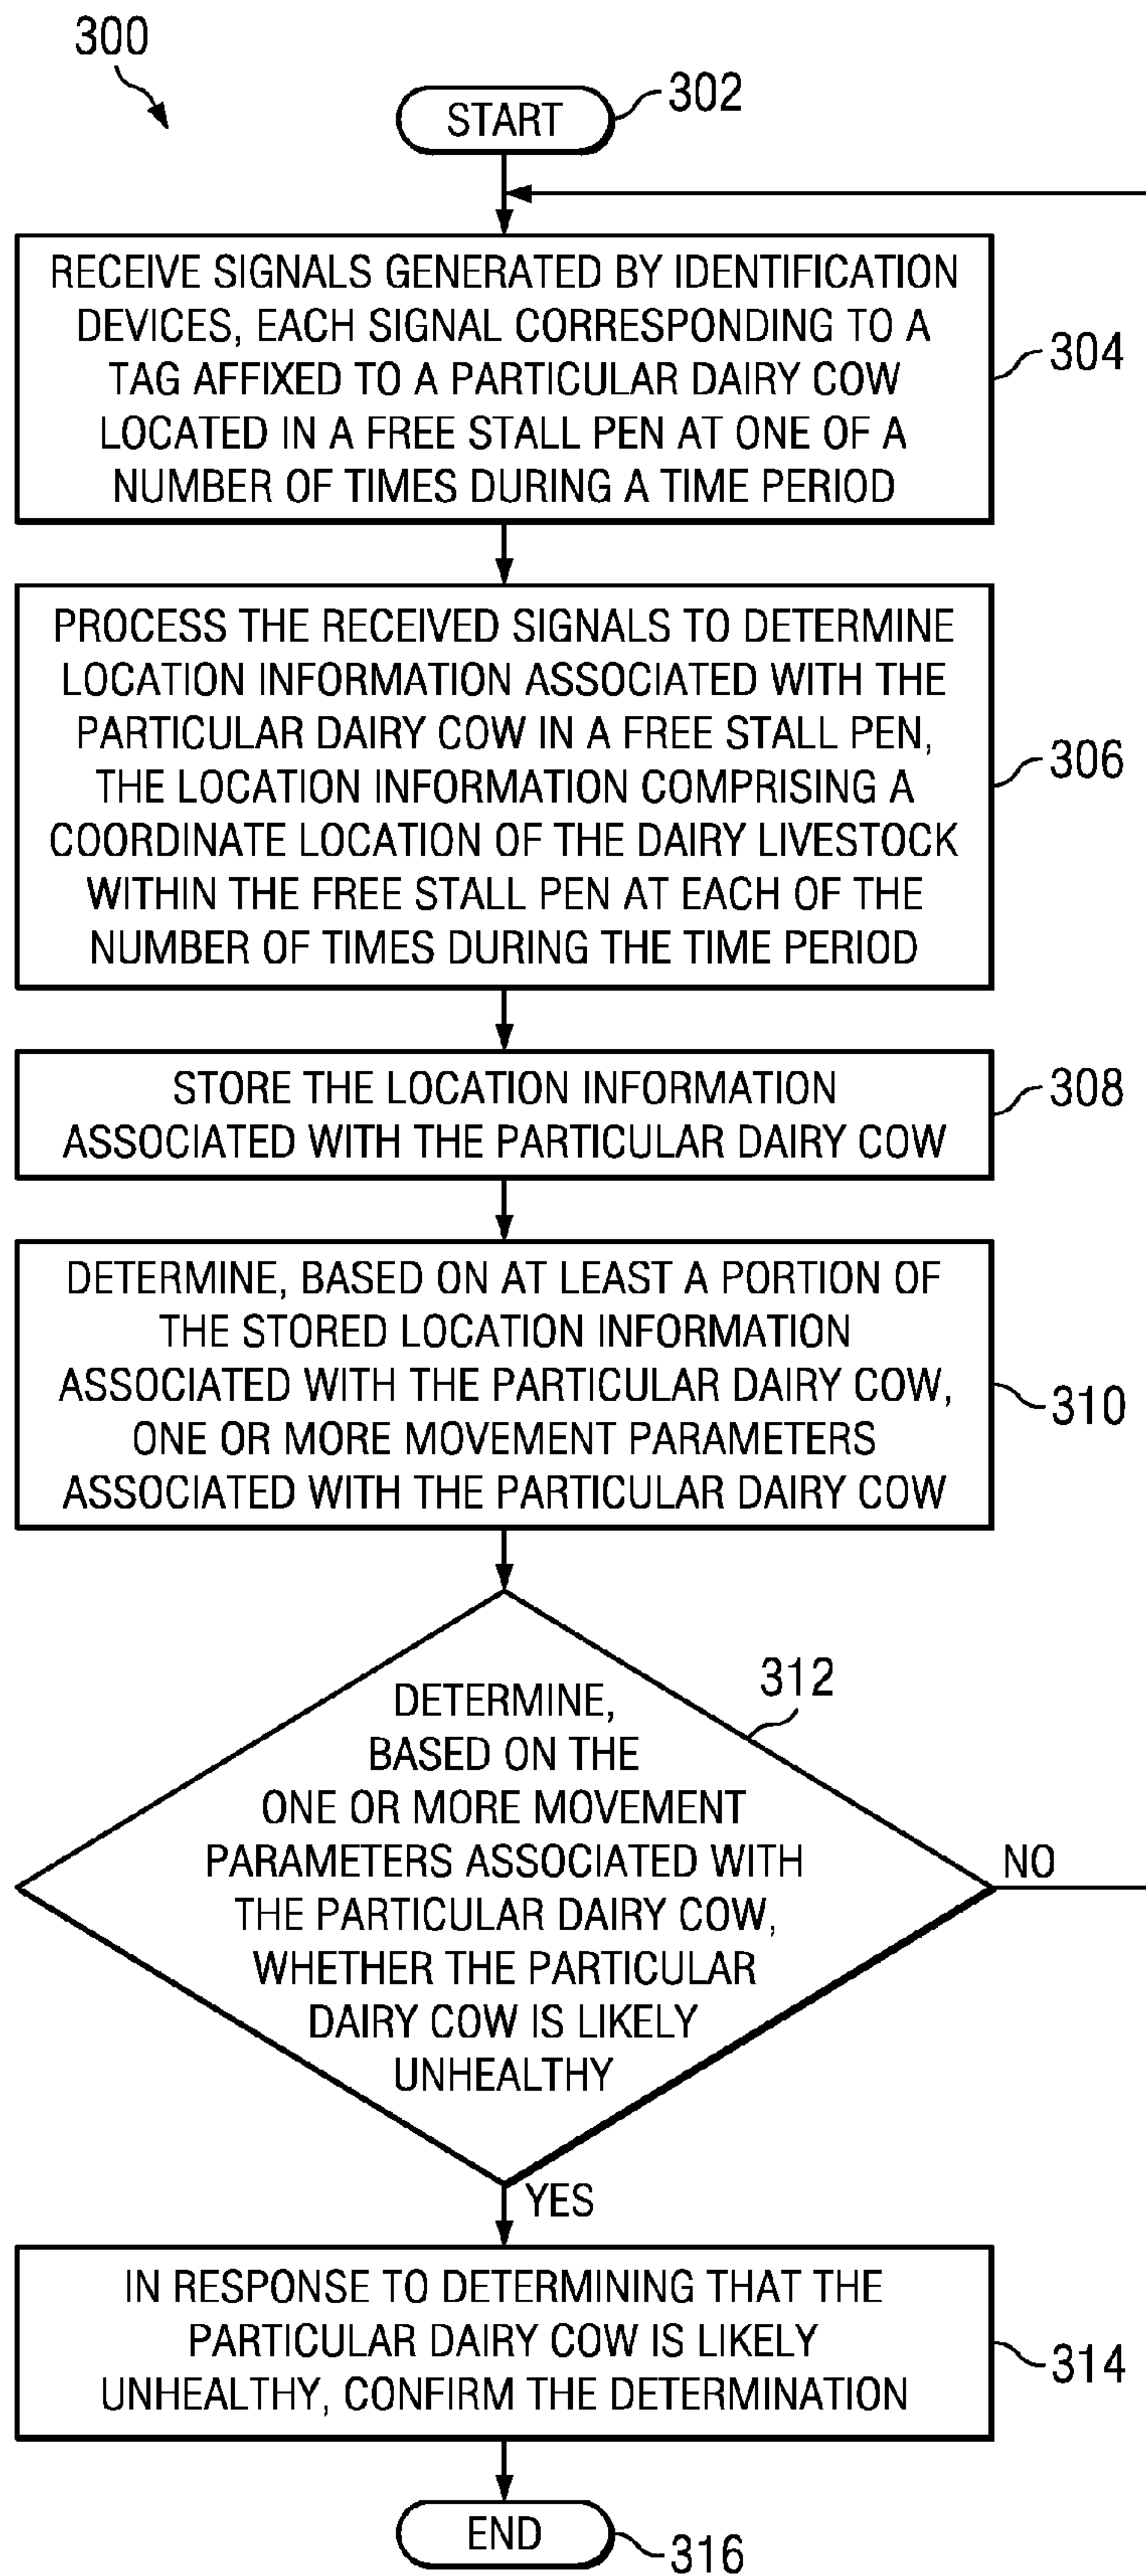 300
START
302
RECEIVE SIGNALS GENERATED BY IDENTIFICATION
DEVICES, EACH SIGNAL CORRESPONDING TO A
TAG AFFIXED TO A PARTICULAR DAIRY COW
LOCATED IN A FREE STALL PEN AT ONE OF A
NUMBER OF TIMES DURING A TIME PERIOD
304
PROCESS THE RECEIVED SIGNALS TO DETERMINE
LOCATION INFORMATION ASSOCIATED WITH THE
PARTICULAR DAIRY COW IN A FREE STALL PEN,
THE LOCATION INFORMATION COMPRISING A
COORDINATE LOCATION OF THE DAIRY LIVESTOCK
WITHIN THE FREE STALL PEN AT EACH OF THE
NUMBER OF TIMES DURING THE TIME PERIOD
306
STORE THE LOCATION INFORMATION
ASSOCIATED WITH THE PARTICULAR DAIRY COW
308
DETERMINE, BASED ON AT LEAST A PORTION OF
THE STORED LOCATION INFORMATION
ASSOCIATED WITH THE PARTICULAR DAIRY COW,
ONE OR MORE MOVEMENT PARAMETERS
ASSOCIATED WITH THE PARTICULAR DAIRY COW
310
DETERMINE,
BASED ON THE
ONE OR MORE MOVEMENT
PARAMETERS ASSOCIATED WITH
THE PARTICULAR DAIRY COW,
WHETHER THE PARTICULAR
DAIRY COW IS LIKELY
UNHEALTHY
312
NO
YES
IN RESPONSE TO DETERMINING THAT THE
PARTICULAR DAIRY COW IS LIKELY
UNHEALTHY, CONFIRM THE DETERMINATION
314
END
316